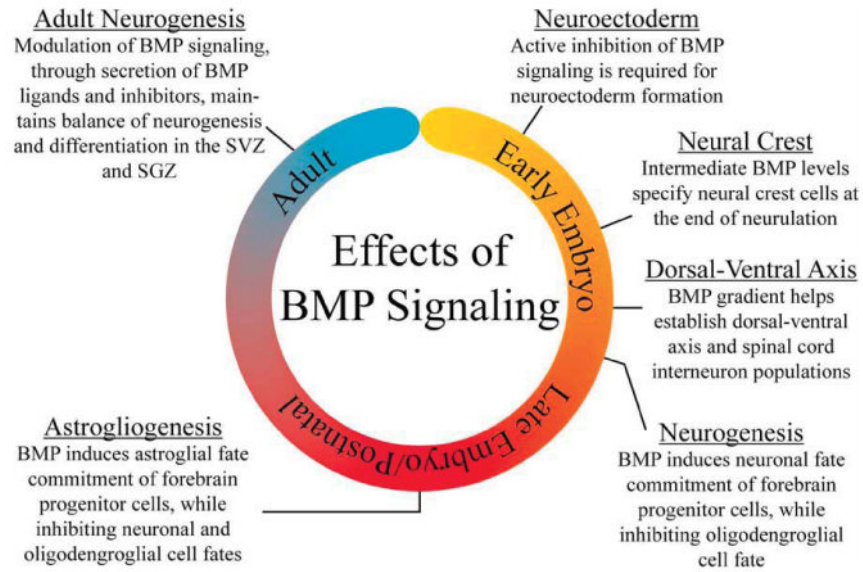 Adult Neurogenesis
Modulation of BMP signaling,
through secretion of BMP
ligands and inhibitors, main-
tains balance of neurogenesis
and differentiation in the SVZ
and SGZ
Neuroectoderm
Active inhibition of BMP
signaling is required for
neuroectoderm formation
Neural Crest
Intermediate BMP levels
specify neural crest cells at
the end of neurulation
Dorsal-Ventral Axis
BMP gradient helps
establish dorsal-ventral
axis and spinal cord
interneuron populations
Neurogenesis
BMP induces neuronal fate
commitment of forebrain
progenitor cells, while
inhibiting oligodengroglial
cell fate
Astrogliogenesis
BMP induces astroglial fate
commitment of forebrain
progenitor cells, while
inhibiting neuronal and
oligodengroglial cell fates
Adult
Early Embryo
Late Embryo/Postnatal
Effects of
BMP Signaling